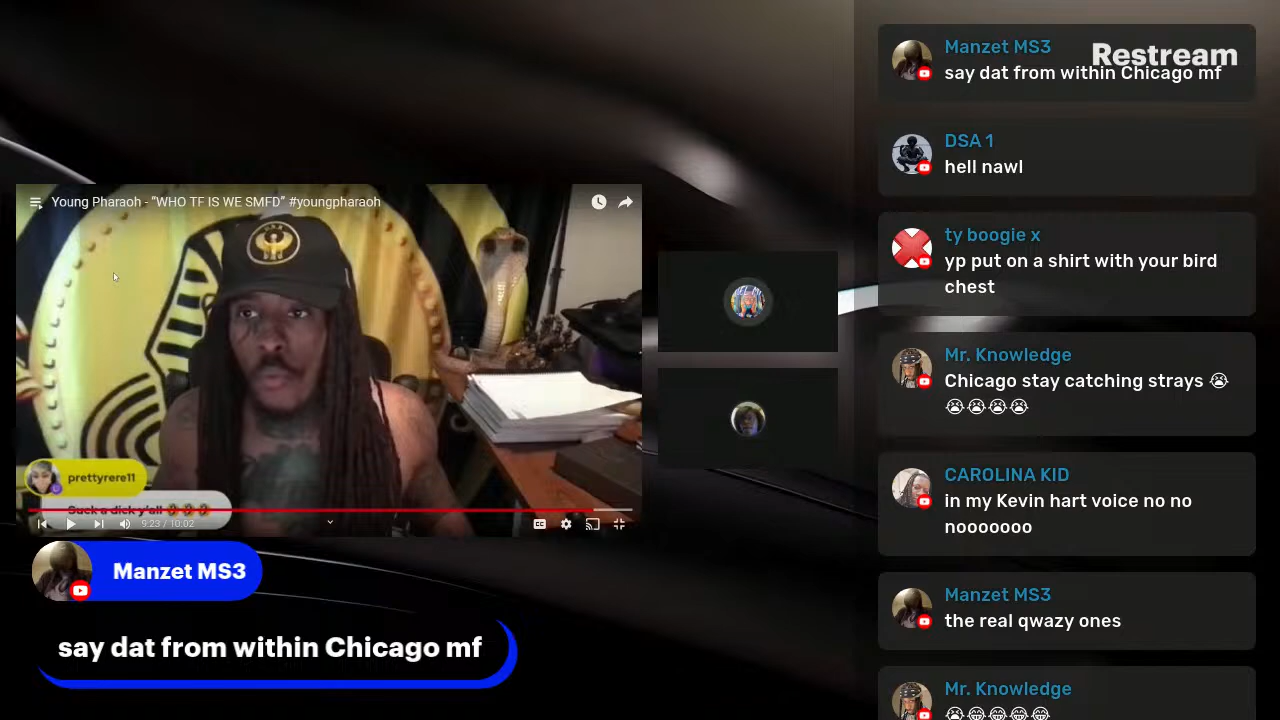 Young Pharaoh - "WHO TF IS WE SMFD" #youngpharaoh
prettyrere11
Suck a dick y'all
9:23 / 10:02
CC
Manzet MS3
say dat from within Chicago mf
Restream
Manzet MS3
say dat from within Chicago mf
DSA 1
hell nawl
ty boogie x
yp put on a shirt with your bird
chest
Mr. Knowledge
Chicago stay catching strays 😭
😭😭😭😭
CAROLINA KID
in my Kevin hart voice no no
nooooooo
Manzet MS3
the real qwazy ones
Mr. Knowledge
😭😂😂😂😂